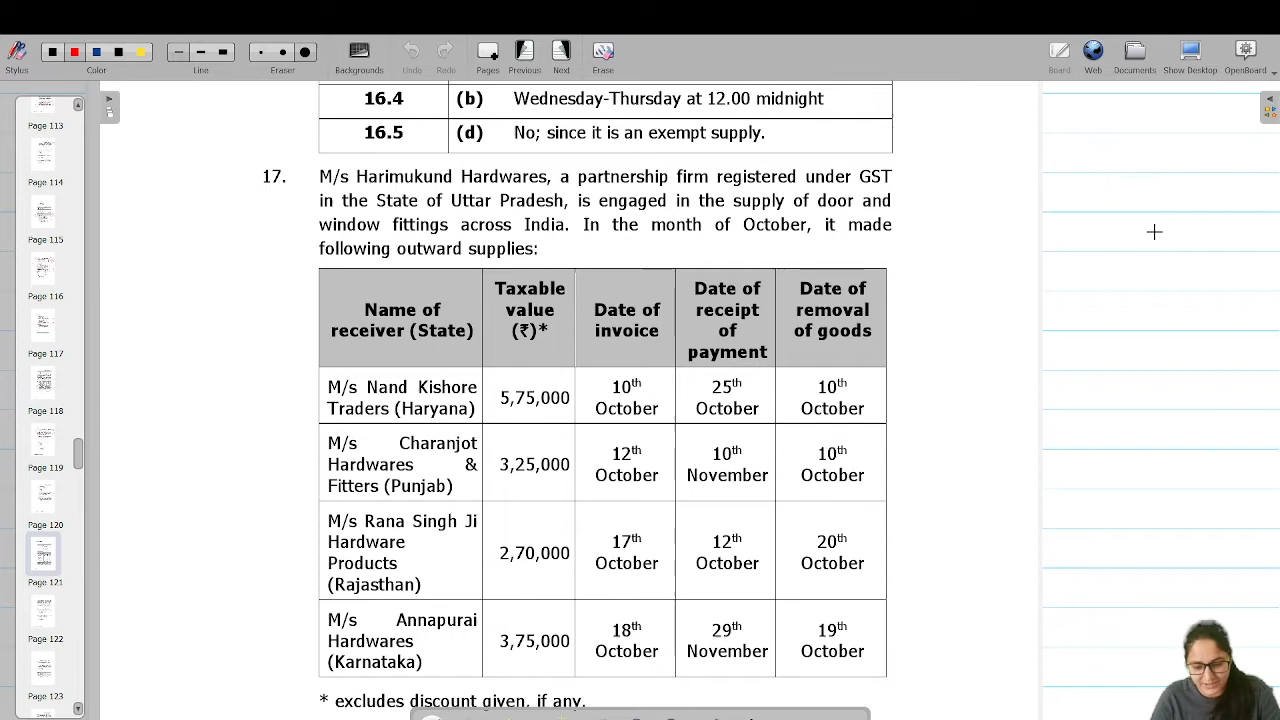 Stylus
Color
Line
Eraser
Backgrounds
Undo
Redo
Pages
Previous
Next
Erase
Board
Web
Documents
Show Desktop
OpenBoard
Page 113
Page 114
Page 115
Page 116
Page 117
Page 118
Page 119
Page 120
Page 121
Page 122
Page 123
16.4 (b) Wednesday-Thursday at 12.00 midnight
16.5 (d) No; since it is an exempt supply.
17. M/s Harimukund Hardwares, a partnership firm registered under GST
in the State of Uttar Pradesh, is engaged in the supply of door and
window fittings across India. In the month of October, it made
following outward supplies:
Name of
receiver (State)
Taxable
value
(₹)*
Date of
invoice
Date of
receipt
of
payment
Date of
removal
of goods
M/s Nand Kishore
Traders (Haryana)
5,75,000
10th
October
25th
October
10th
October
M/s Charanjot
Hardwares &
Fitters (Punjab)
3,25,000
12th
October
10th
November
10th
October
M/s Rana Singh Ji
Hardware
Products
(Rajasthan)
2,70,000
17th
October
12th
October
20th
October
M/s Annapurai
Hardwares
(Karnataka)
3,75,000
18th
October
29th
November
19th
October
* excludes discount given, if any.